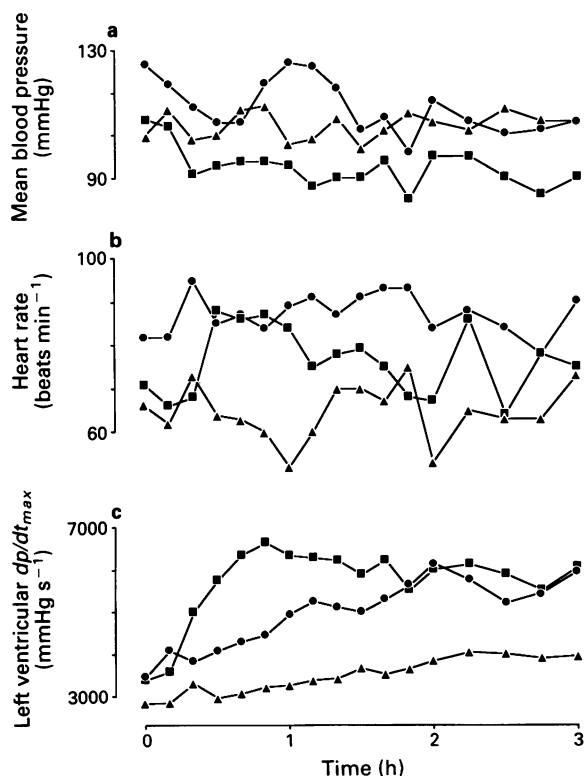 a
130
90
Mean blood pressure
(mmHg)
b
100
60
Heart rate
(beats min⁻¹)
c
7000
3000
Left ventricular dp/dtmax
(mmHg s⁻¹)
0 1 2 3
Time (h)